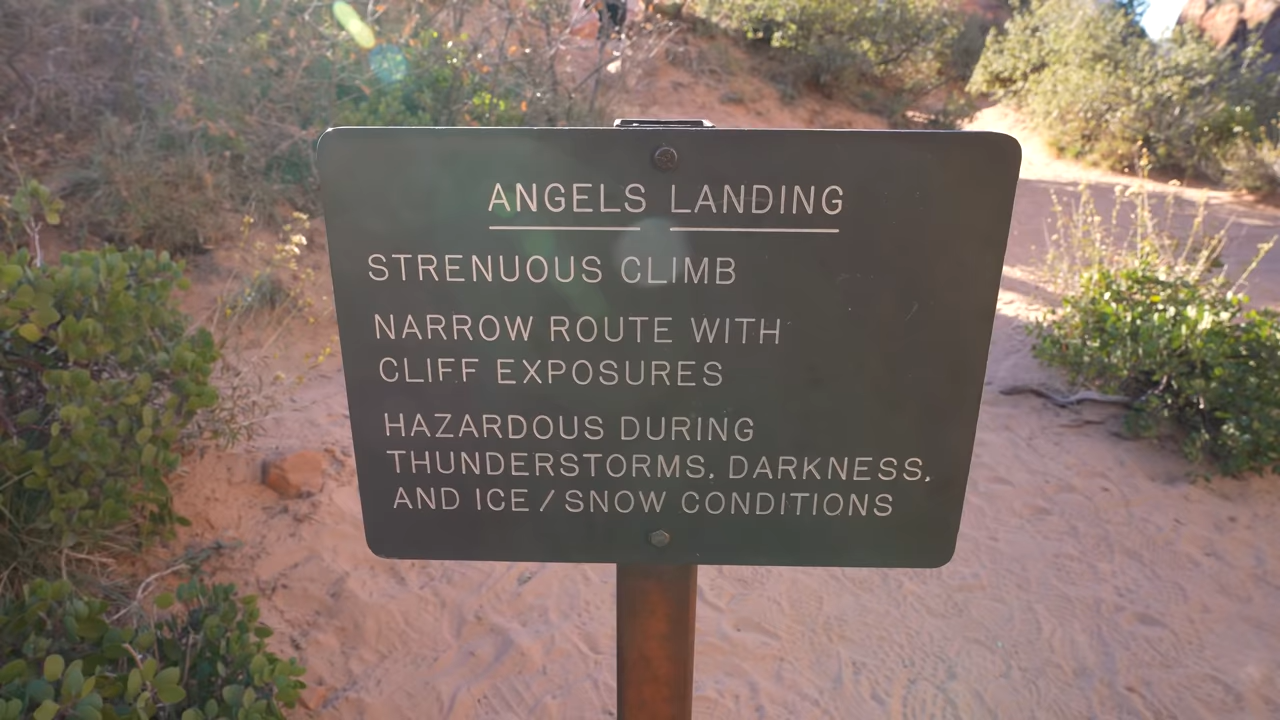 ANGELS LANDING
STRENUOUS CLIMB
NARROW ROUTE WITH
CLIFF EXPOSURES
HAZARDOUS DURING
THUNDERSTORMS, DARKNESS,
AND ICE/SNOW CONDITIONS